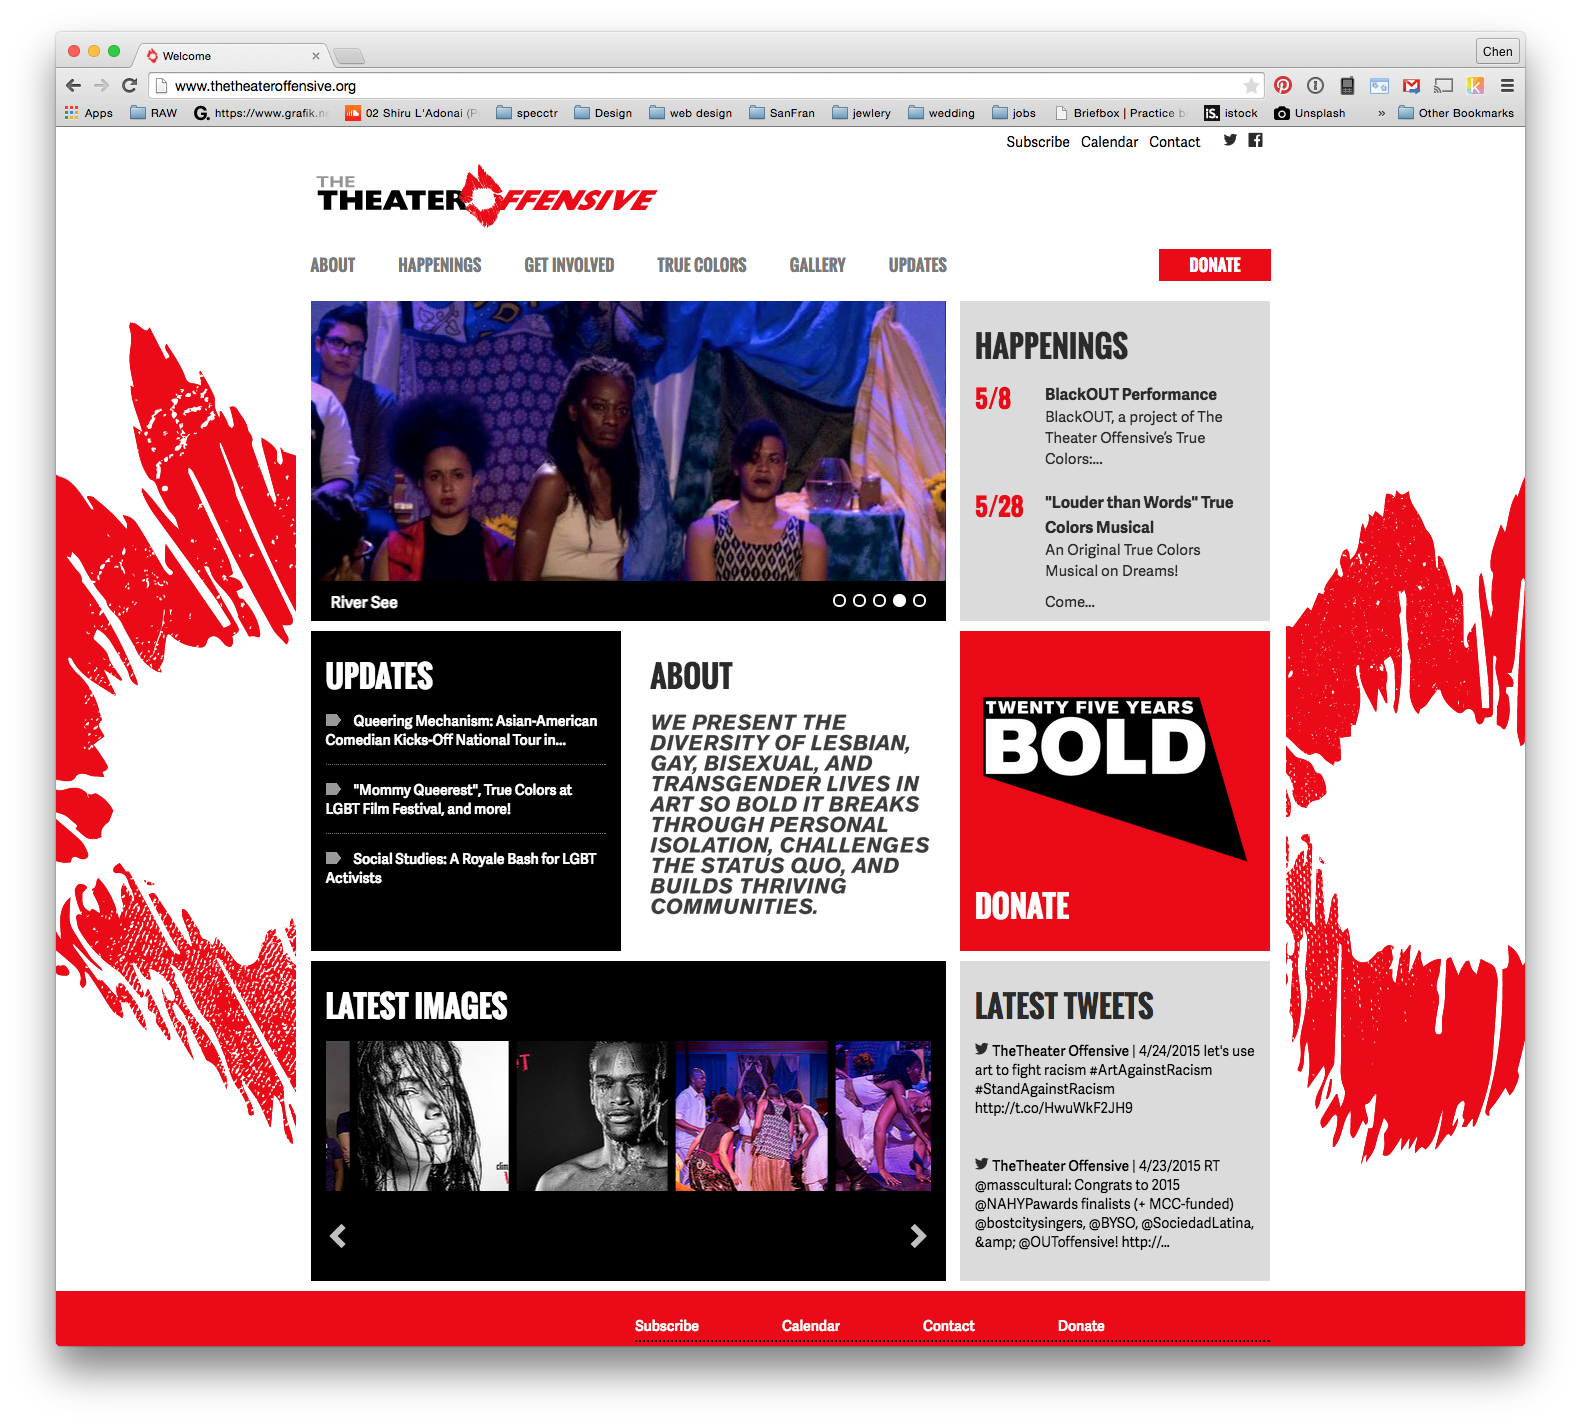 Welcome
Chen
www.thetheateroffensive.org
Apps RAW https://www.grafik.ne 02 Shiru L'Adonai (P specctr Design web design SanFran jewlery wedding jobs Briefbox | Practice b istock Unsplash » Other Bookmarks
Subscribe Calendar Contact
THE
THEATER OFFENSIVE
ABOUT HAPPENINGS GET INVOLVED TRUE COLORS GALLERY UPDATES DONATE
River See
HAPPENINGS
5/8 BlackOUT Performance
BlackOUT, a project of The
Theater Offensive's True
Colors:...
5/28 "Louder than Words" True
Colors Musical
An Original True Colors
Musical on Dreams!
Come...
UPDATES
Queering Mechanism: Asian-American
Comedian Kicks-Off National Tour in...
"Mommy Queerest", True Colors at
LGBT Film Festival, and more!
Social Studies: A Royale Bash for LGBT
Activists
ABOUT
WE PRESENT THE
DIVERSITY OF LESBIAN,
GAY, BISEXUAL, AND
TRANSGENDER LIVES IN
ART SO BOLD IT BREAKS
THROUGH PERSONAL
ISOLATION, CHALLENGES
THE STATUS QUO, AND
BUILDS THRIVING
COMMUNITIES.
TWENTY FIVE YEARS
BOLD
DONATE
LATEST IMAGES
LATEST TWEETS
TheTheater Offensive | 4/24/2015 let's use
art to fight racism #ArtAgainstRacism
#StandAgainstRacism
http://t.co/HwuWkF2JH9
TheTheater Offensive | 4/23/2015 RT
@masscultural: Congrats to 2015
@NAHYPawards finalists (+ MCC-funded)
@bostcitysingers, @BYSO, @SociedadLatina,
&amp; @OUToffensive! http://...
Subscribe Calendar Contact Donate